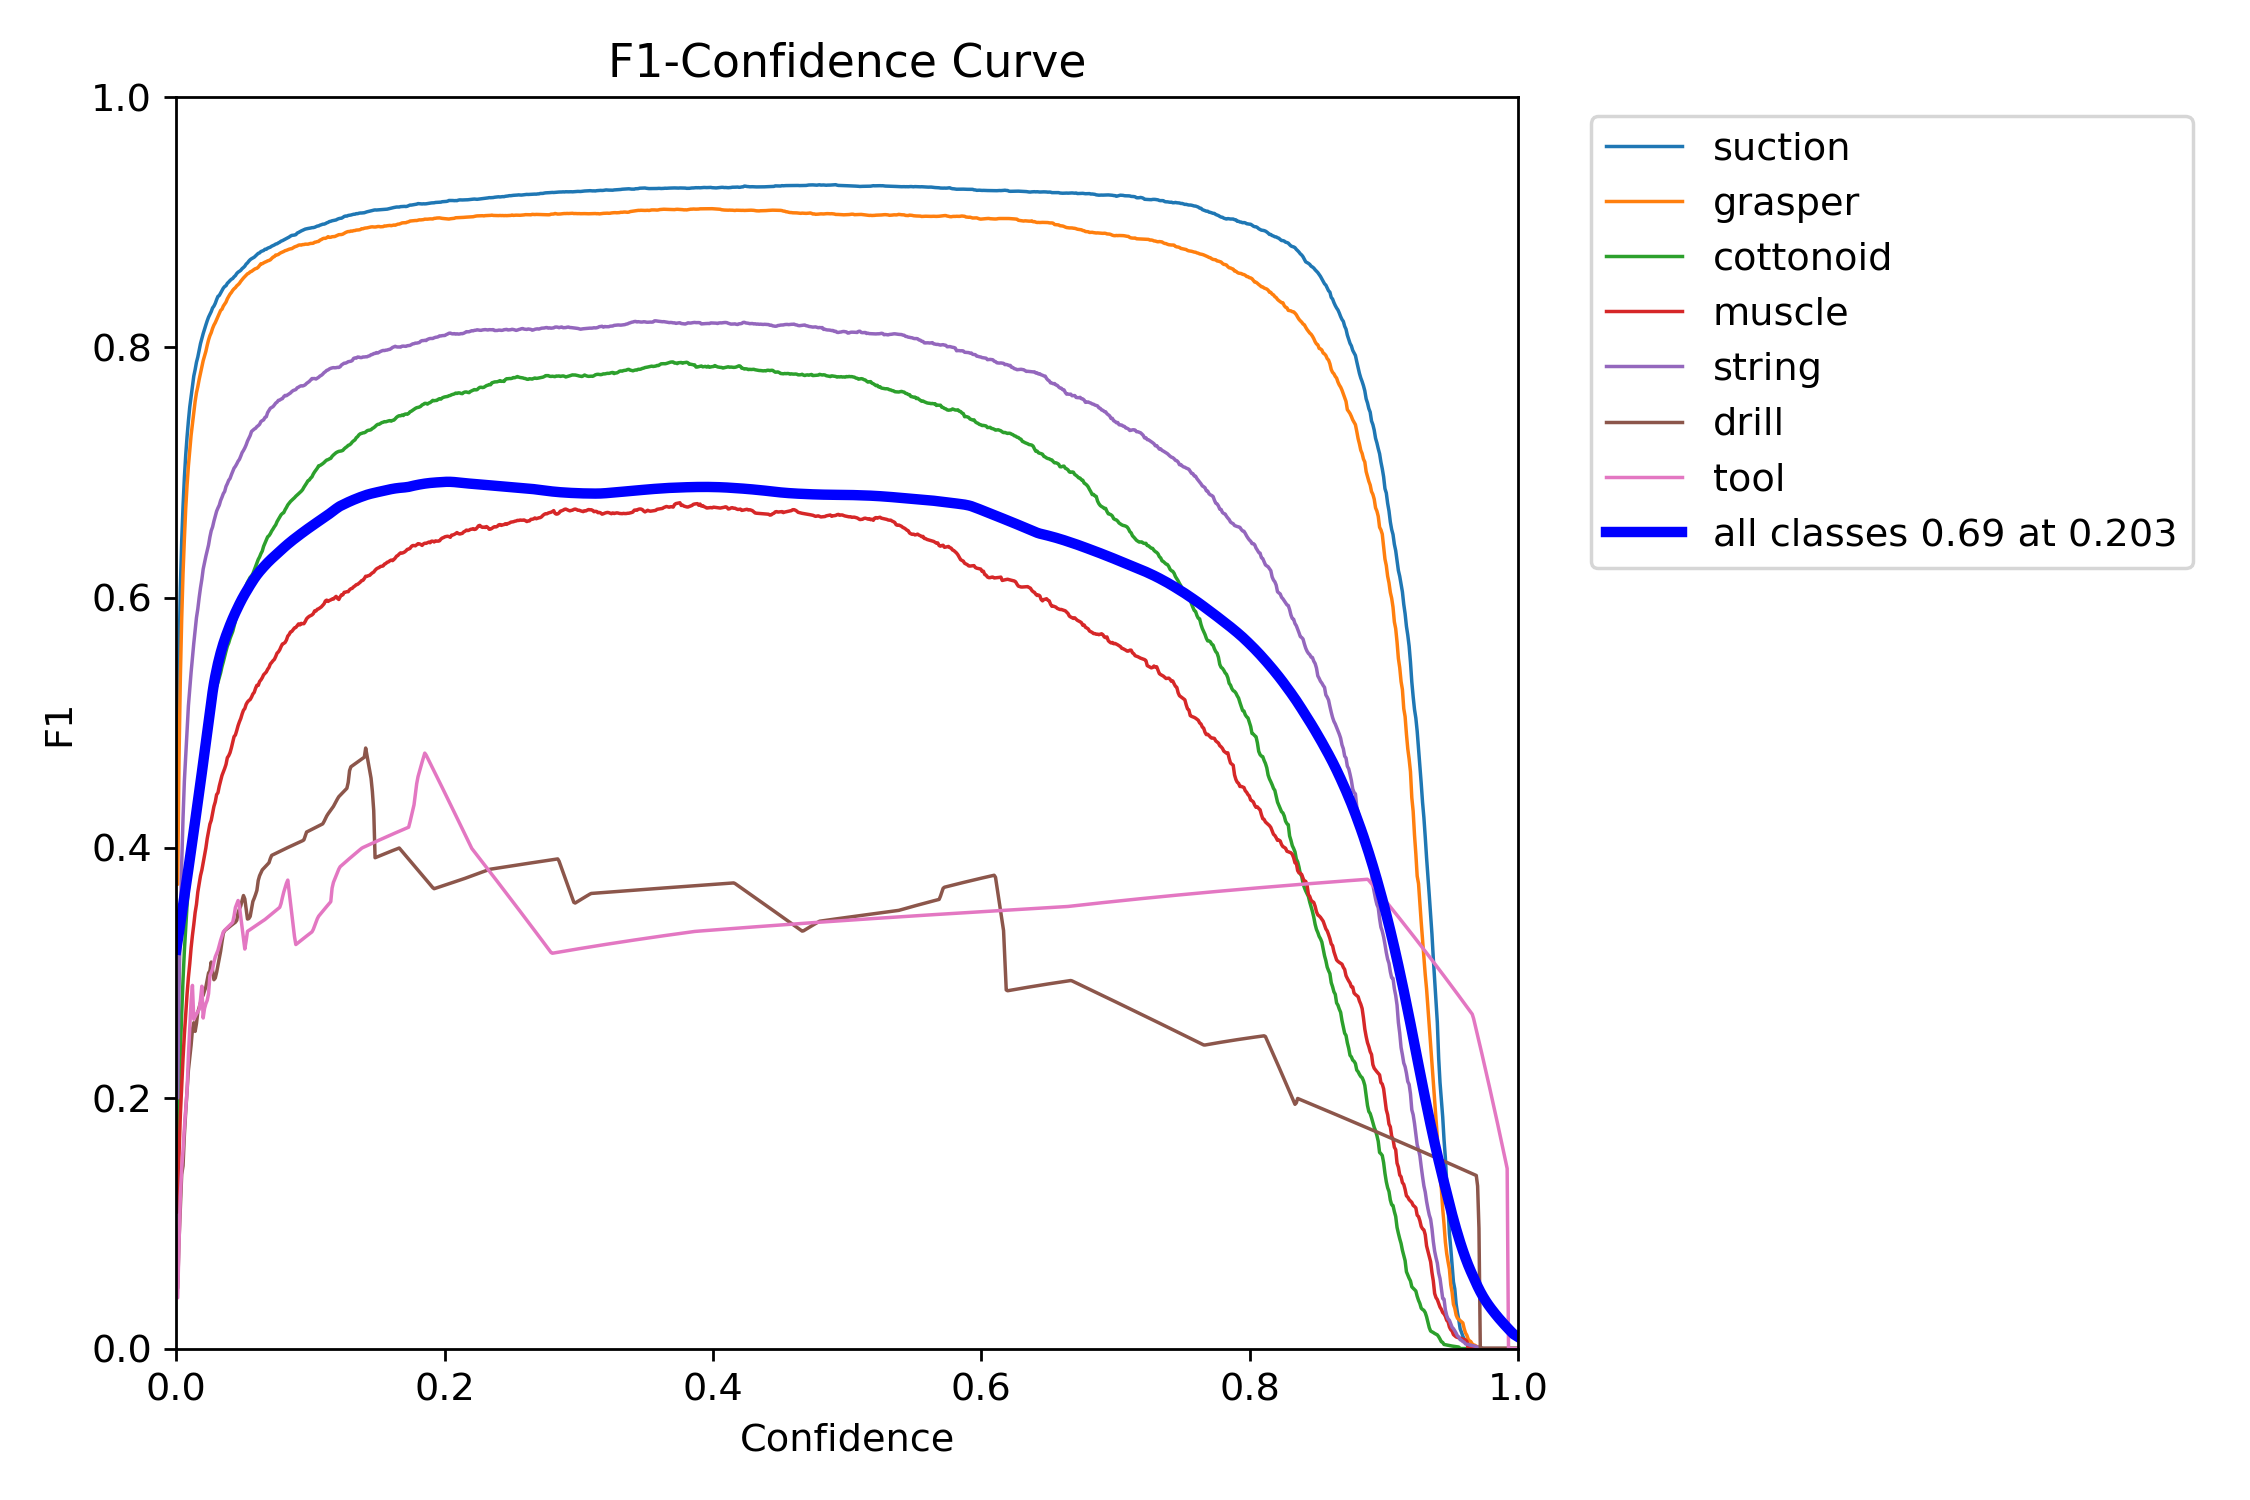 F1-Confidence Curve
1.0
0.8
0.6
0.4
0.2
0.0
F1
0.0 0.2 0.4 0.6 0.8 1.0
Confidence
suction
grasper
cottonoid
muscle
string
drill
tool
all classes 0.69 at 0.203